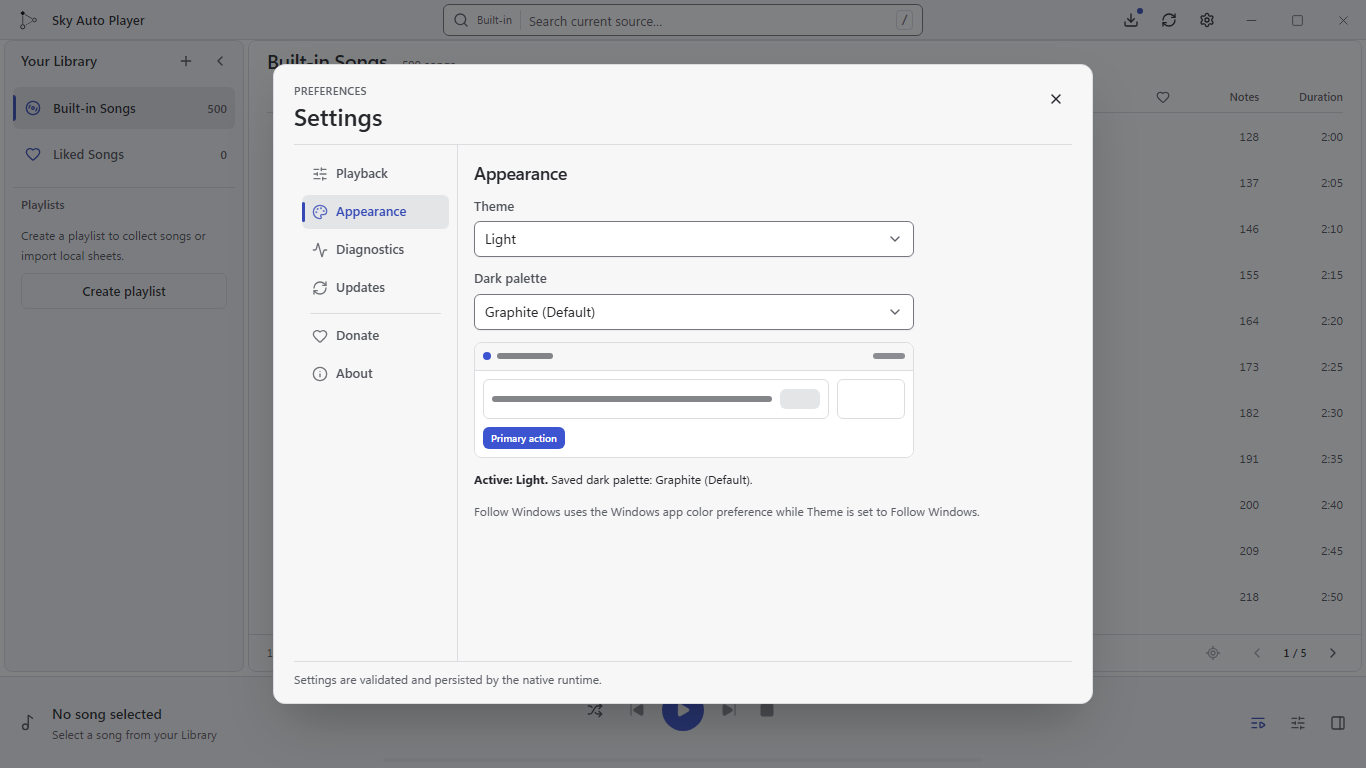 Sky Auto Player
Built-in
Search current source...
/
Your Library
Built-in Songs
500
Liked Songs
0
Playlists
Create a playlist to collect songs or
import local sheets.
Create playlist
Built-in Songs
500 songs
Notes
Duration
128
2:00
137
2:05
146
2:10
155
2:15
164
2:20
173
2:25
182
2:30
191
2:35
200
2:40
209
2:45
218
2:50
1
1 / 5
PREFERENCES
Settings
Playback
Appearance
Diagnostics
Updates
Donate
About
Appearance
Theme
Light
Dark palette
Graphite (Default)
Primary action
Active: Light. Saved dark palette: Graphite (Default).
Follow Windows uses the Windows app color preference while Theme is set to Follow Windows.
Settings are validated and persisted by the native runtime.
No song selected
Select a song from your Library